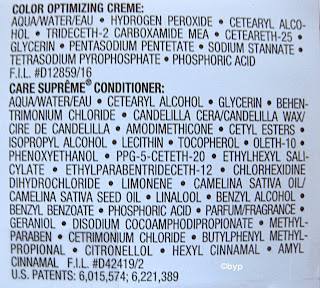 COLOR OPTIMIZING CREME:
AQUA/WATER/EAU • HYDROGEN PEROXIDE • CETEARYL ALCO-
HOL • TRIDECETH-2 CARBOXAMIDE MEA • CETEARETH-25 •
GLYCERIN • PENTASODIUM PENTETATE • SODIUM STANNATE •
TETRASODIUM PYROPHOSPHATE • PHOSPHORIC ACID
F.I.L. #D12859/16
CARE SUPRÊME® CONDITIONER:
AQUA/WATER/EAU • CETEARYL ALCOHOL • GLYCERIN • BEHEN-
TRIMONIUM CHLORIDE • CANDELILLA CERA/CANDELILLA WAX/
CIRE DE CANDELILLA • AMODIMETHICONE • CETYL ESTERS •
ISOPROPYL ALCOHOL • LECITHIN • TOCOPHEROL • OLETH-10 •
PHENOXYETHANOL • PPG-5-CETETH-20 • ETHYLHEXYL SALI-
CYLATE • ETHYLPARABENTRIDECETH-12 • CHLORHEXIDINE
DIHYDROCHLORIDE • LIMONENE • CAMELINA SATIVA OIL/
CAMELINA SATIVA SEED OIL • LINALOOL • BENZYL ALCOHOL •
BENZYL BENZOATE • PHOSPHORIC ACID • PARFUM/FRAGRANCE •
GERANIOL • DISODIUM COCOAMPHODIPROPIONATE • METHYL-
PARABEN • CETRIMONIUM CHLORIDE • BUTYLPHENYL METHYL-
PROPIONAL • CITRONELLOL • HEXYL CINNAMAL • AMYL
CINNAMAL F.I.L. #D42419/2
U.S. PATENTS: 6,015,574; 6,221,389
©byp